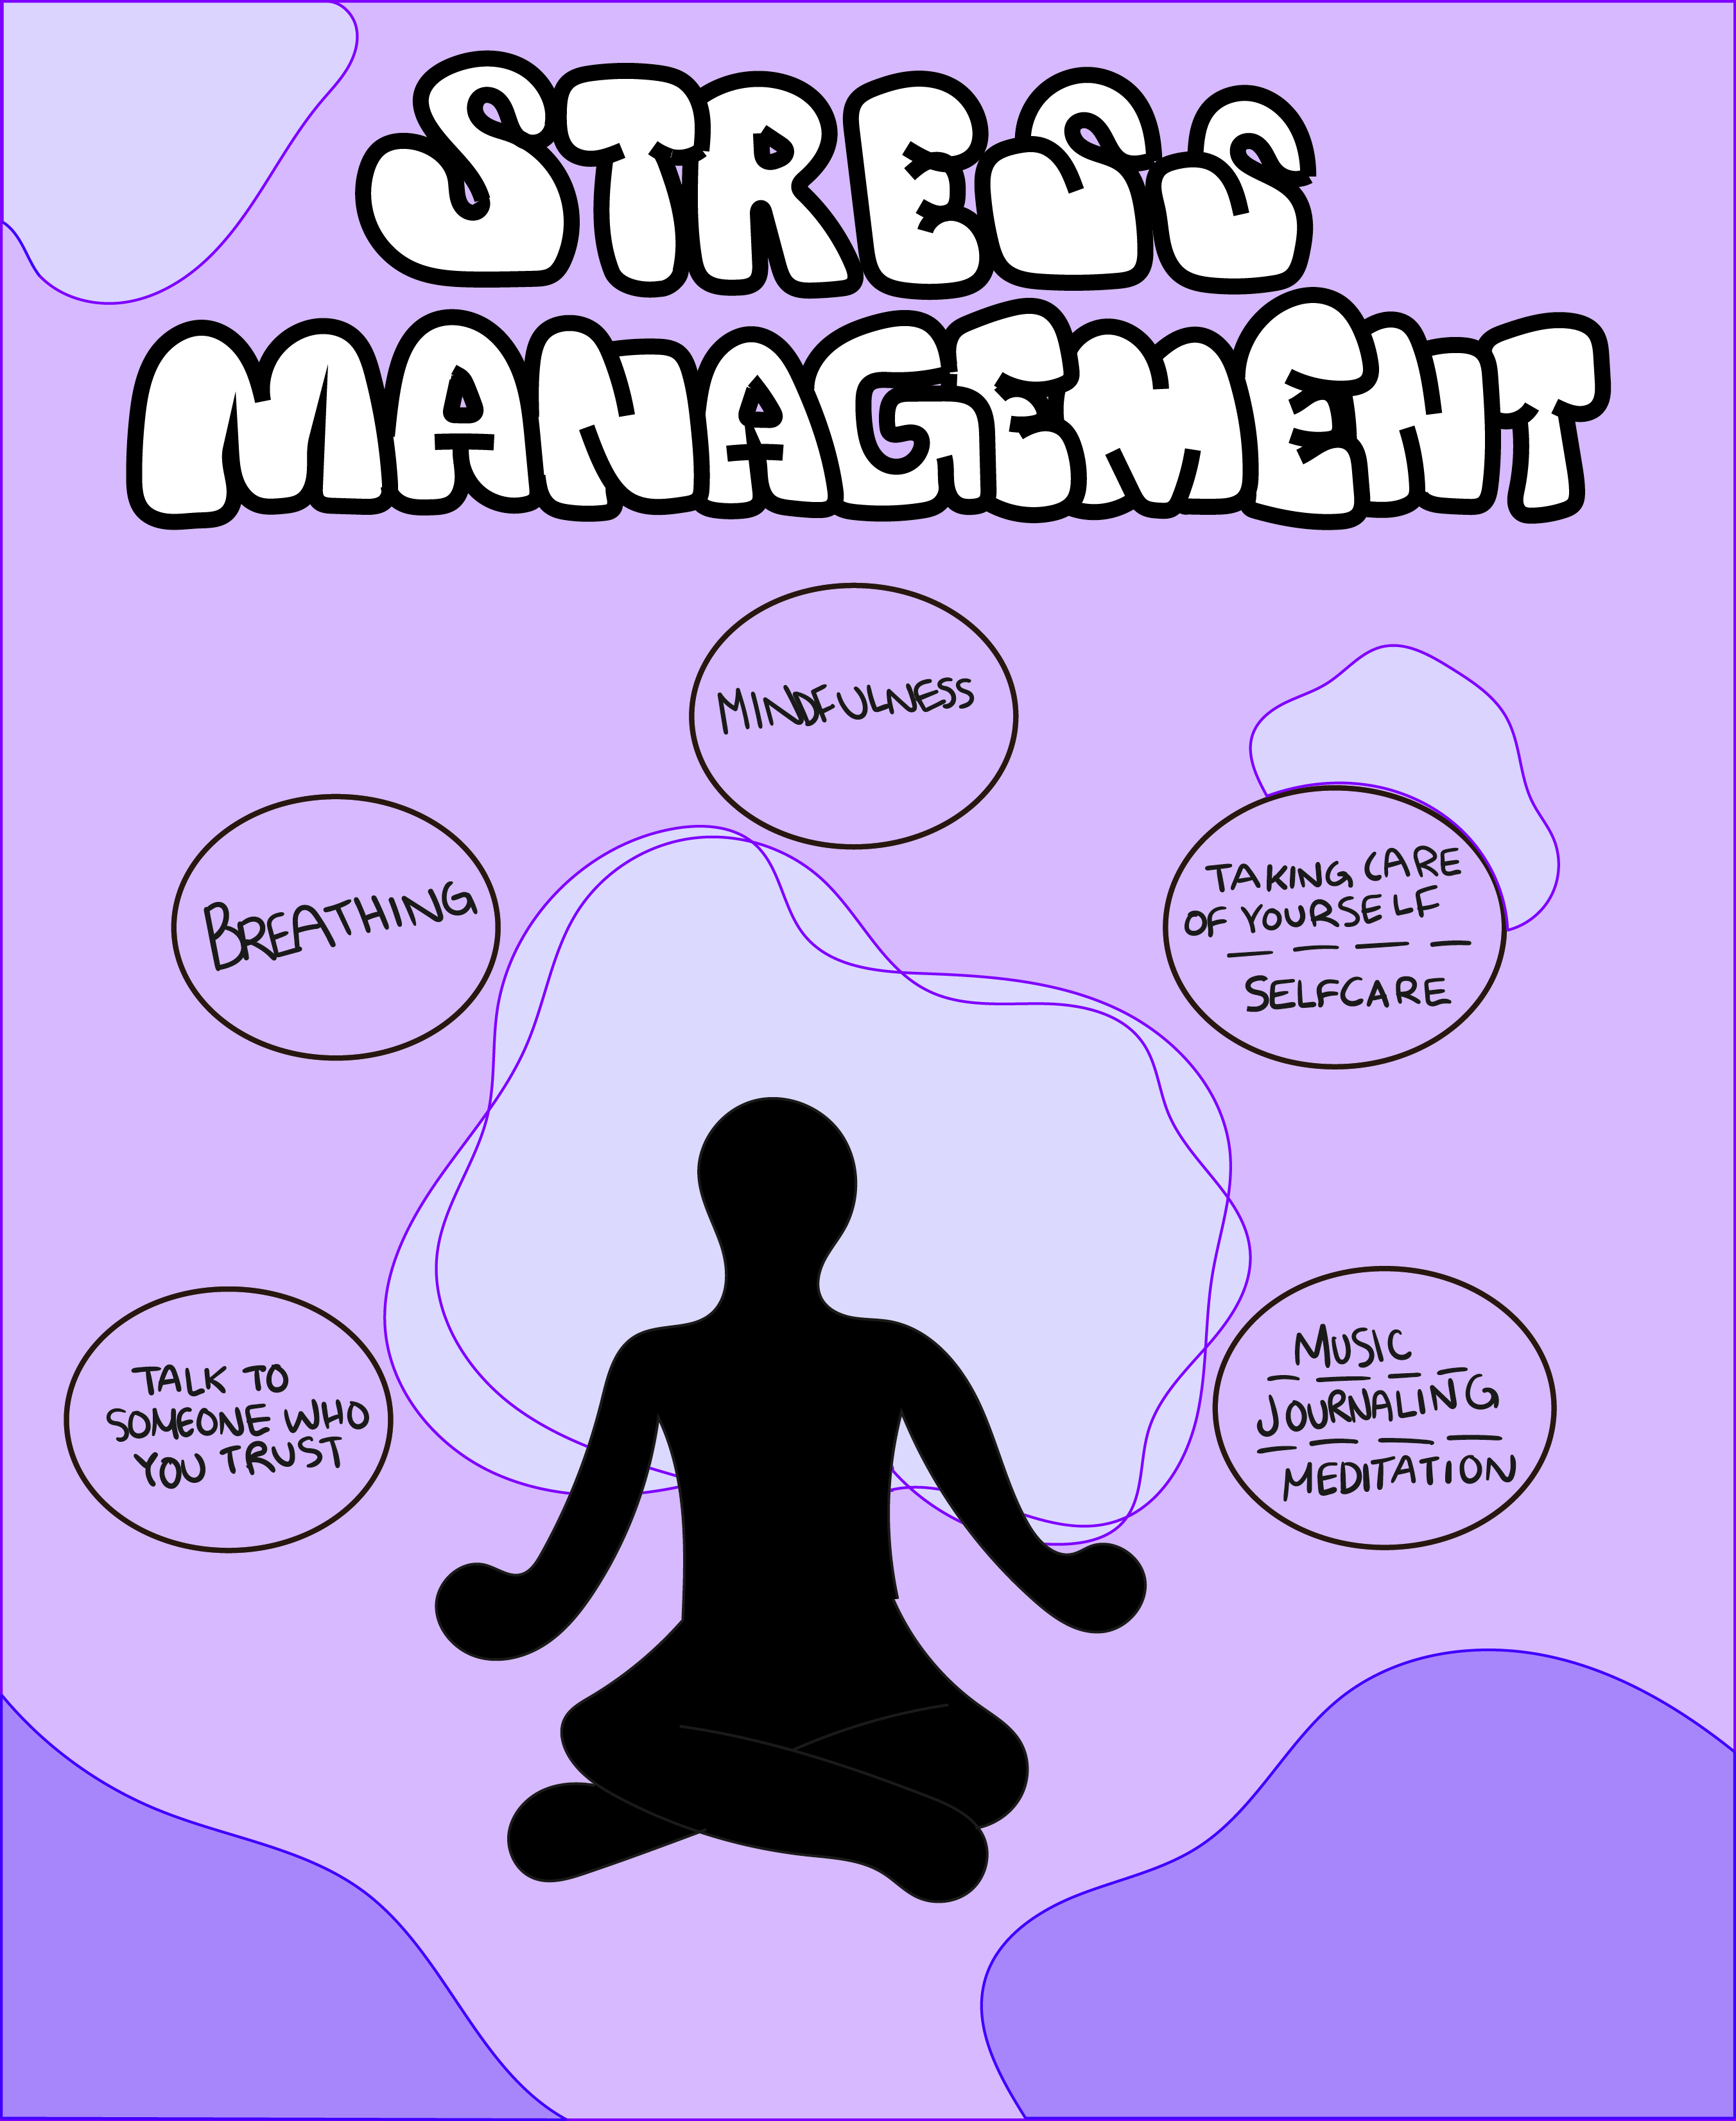 STRESS
MANAGEMENT
MINDFULNESS
BREATHING
TAKING CARE
OF YOURSELF
SELFCARE
TALK TO
SOMEONE WHO
YOU TRUST
MUSIC
JOURNALING
MEDITATION